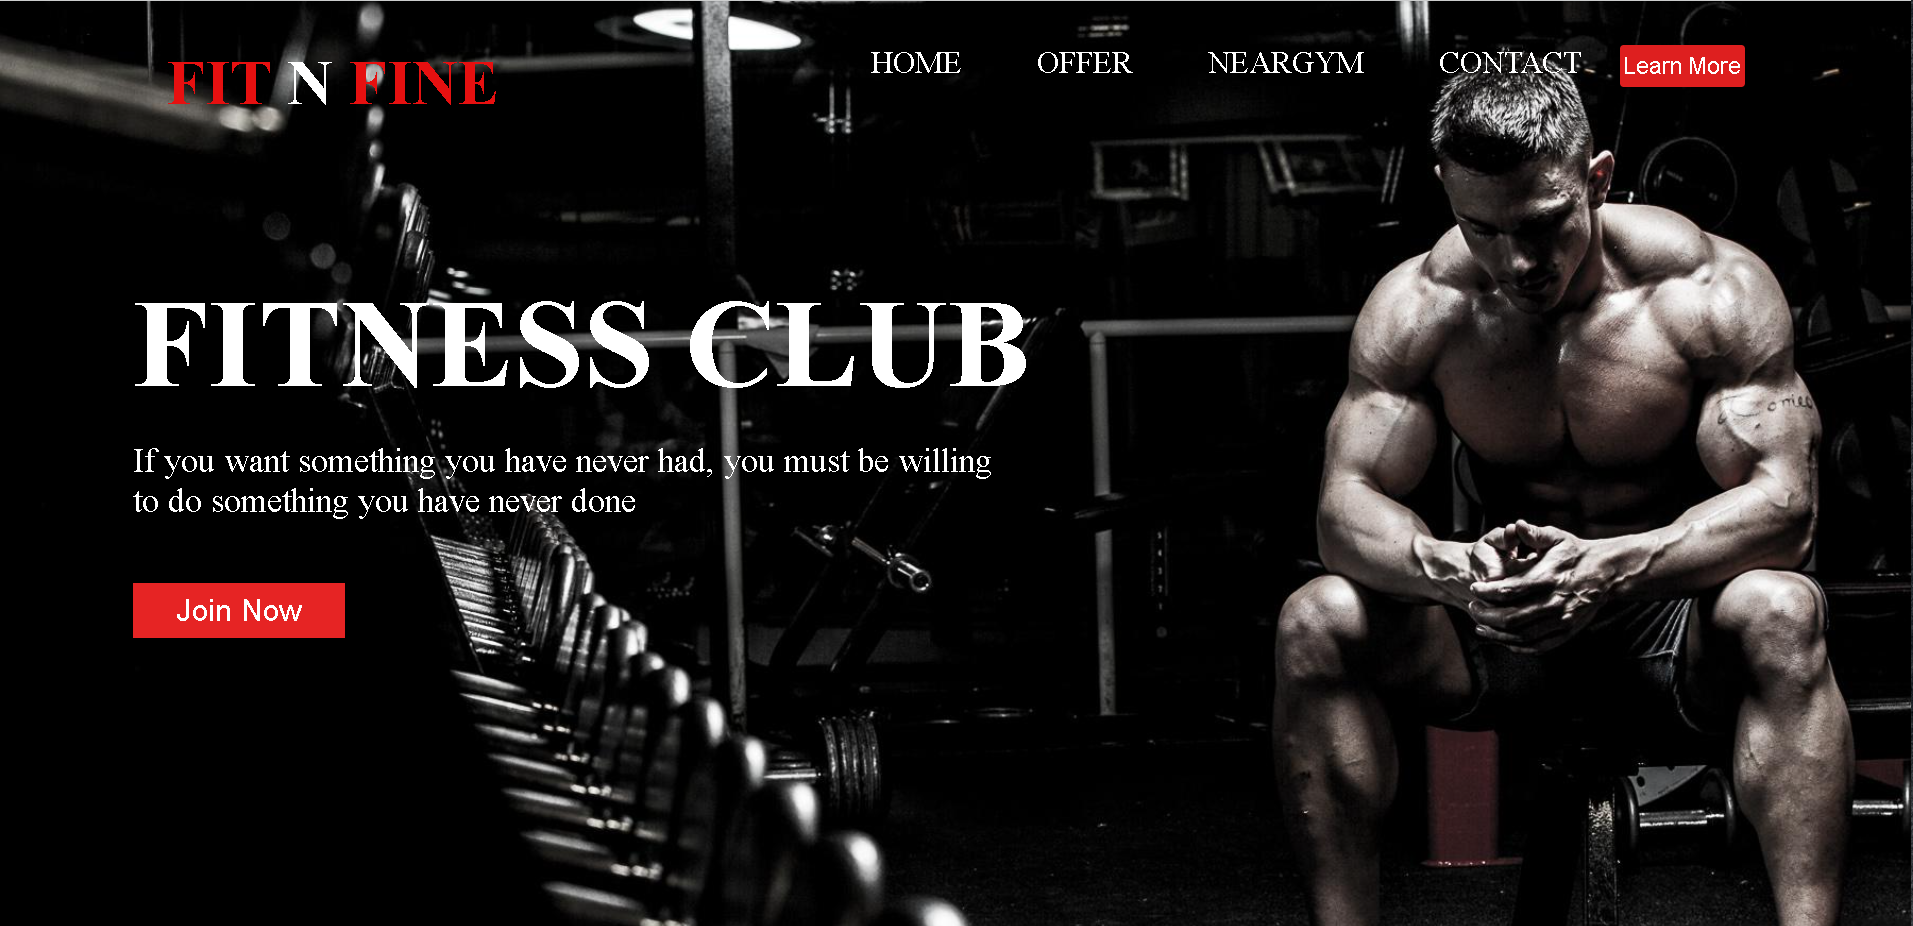 FIT N FINE
HOME OFFER NEARGYM CONTACT Learn More
FITNESS CLUB
If you want something you have never had, you must be willing
to do something you have never done
Join Now